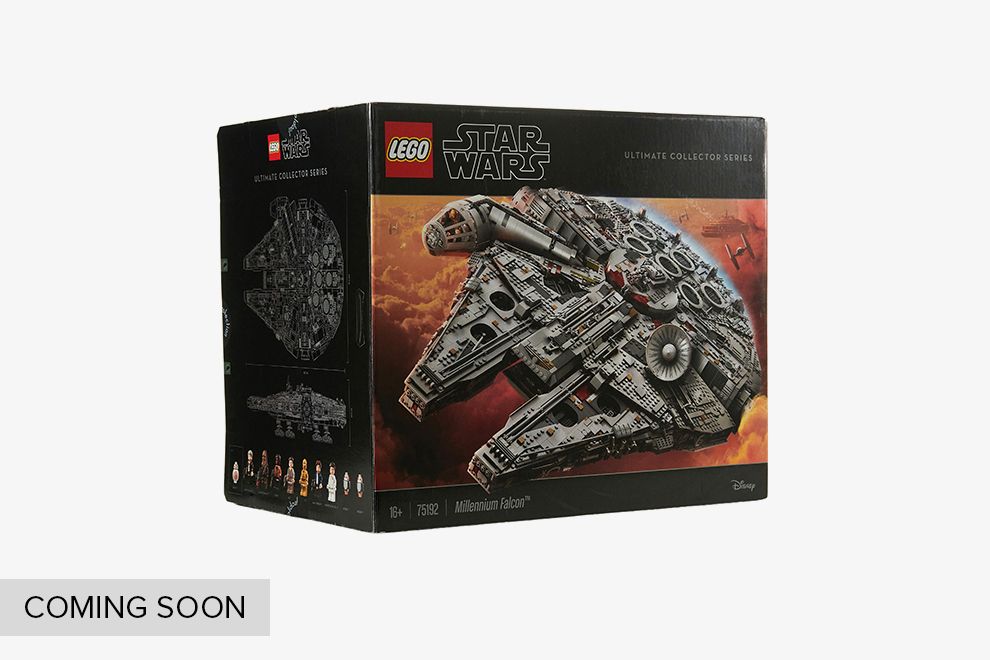 LEGO
STAR
WARS
ULTIMATE COLLECTOR SERIES
LEGO
STAR
WARS
ULTIMATE COLLECTOR SERIES
16+ 75192 Millennium Falcon™
Disney
COMING SOON